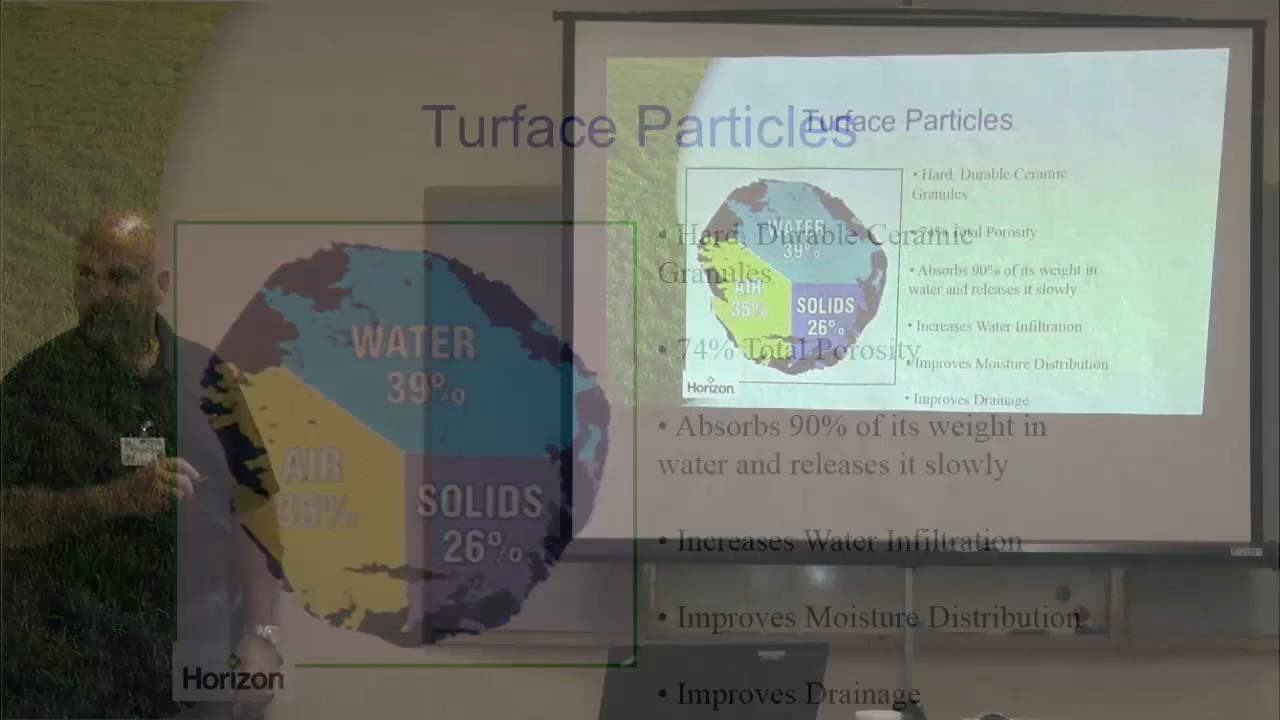 Turface Particles
WATER
39%
AIR
35%
SOLIDS
26%
Horizon
• Hard, Durable Ceramic
Granules
• 74% Total Porosity
• Absorbs 90% of its weight in
water and releases it slowly
• Increases Water Infiltration
• Improves Moisture Distribution
• Improves Drainage
Turface Particles
WATER
39%
AIR
35%
SOLIDS
26%
Horizon
• Hard, Durable Ceramic
Granules
• 74% Total Porosity
• Absorbs 90% of its weight in
water and releases it slowly
• Increases Water Infiltration
• Improves Moisture Distribution
• Improves Drainage